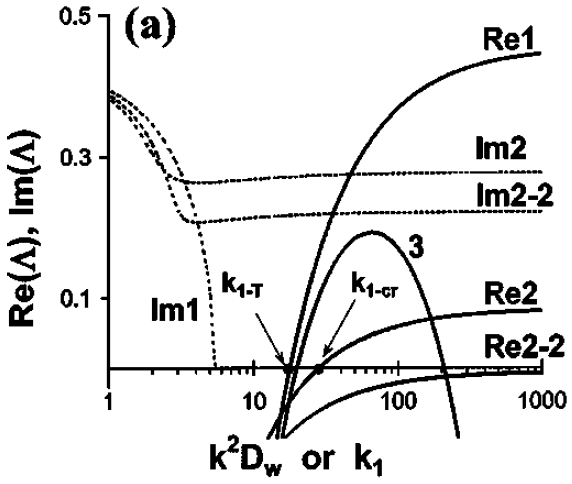 0.5
(a)
Re1
Re(Λ), Im(Λ)
0.3
Im2
Im2-2
3
k1-T
k1-cr
Im1
0.1
Re2
Re2-2
1
10
100
1000
k²Dw or k1